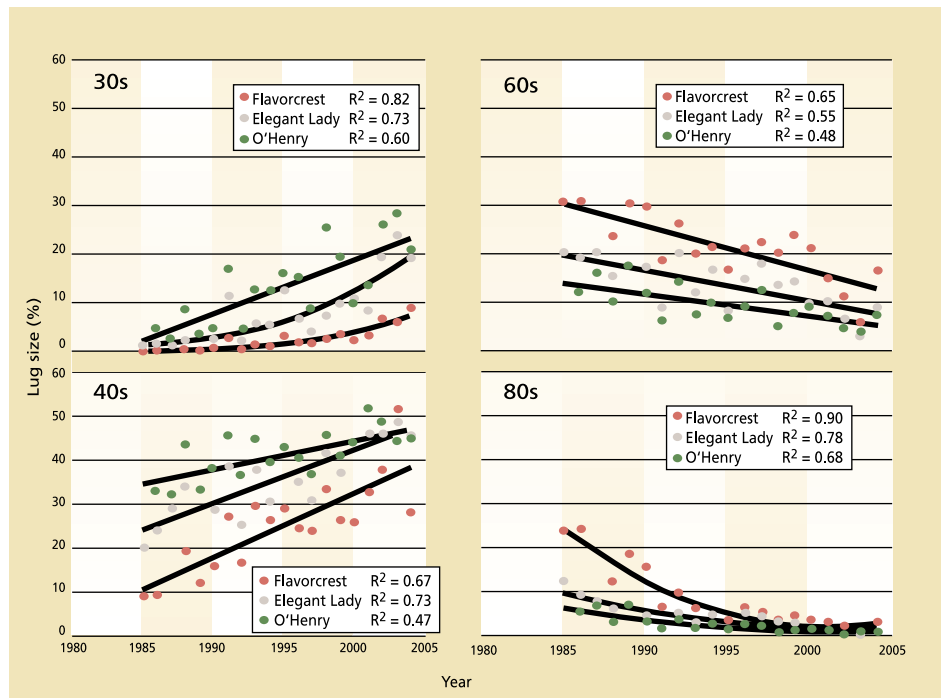 60
50
40
30
20
10
0
30s
Flavorcrest R² = 0.82
Elegant Lady R² = 0.73
O'Henry R² = 0.60
60s
Flavorcrest R² = 0.65
Elegant Lady R² = 0.55
O'Henry R² = 0.48
Lug size (%)
60
50
40
30
20
10
0
40s
Flavorcrest R² = 0.67
Elegant Lady R² = 0.73
O'Henry R² = 0.47
80s
Flavorcrest R² = 0.90
Elegant Lady R² = 0.78
O'Henry R² = 0.68
1980 1985 1990 1995 2000 2005
1980 1985 1990 1995 2000 2005
Year